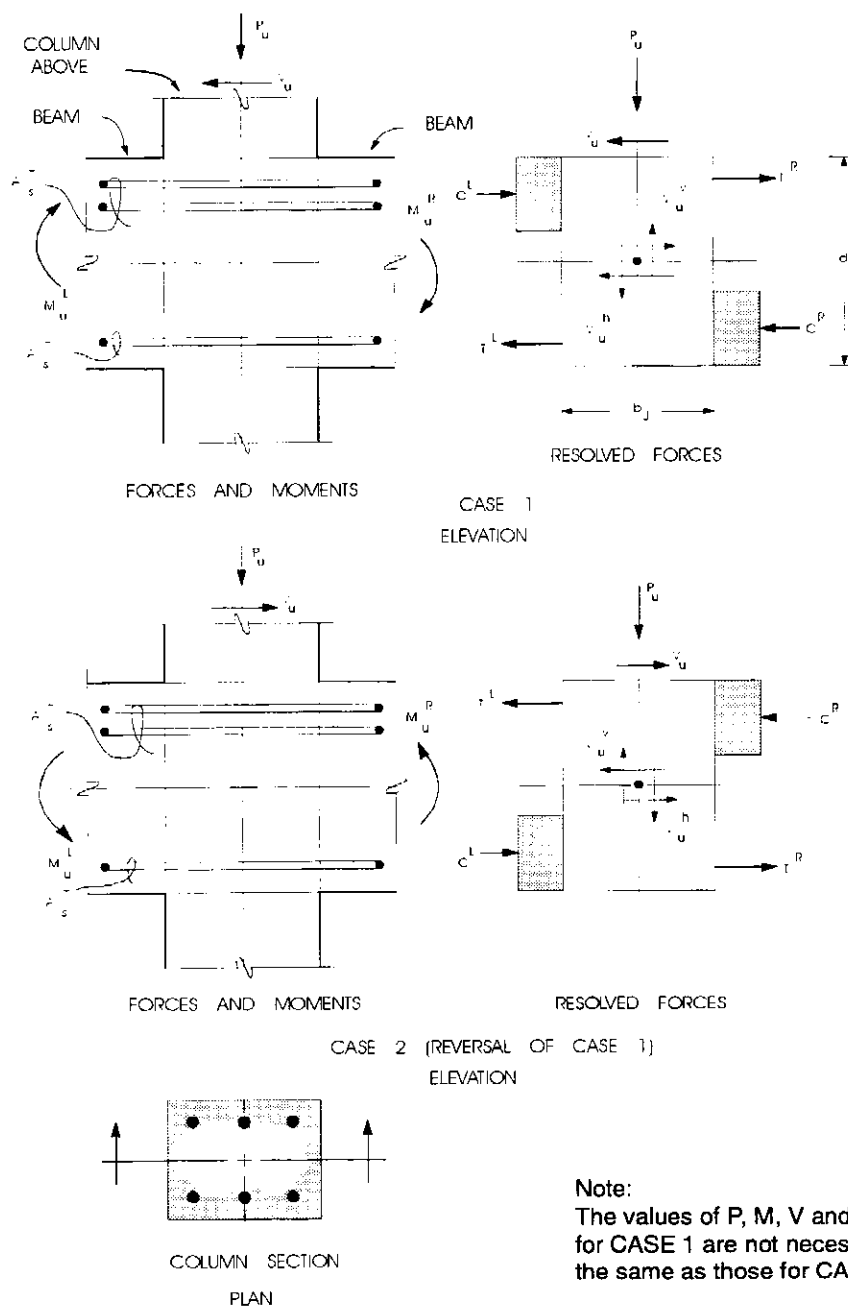 P u
COLUMN
ABOVE
u
BEAM
BEAM
P u
V u
C L
T R
M u R
M u L
s
V u v
V u h
d
T L
C R
b J
RESOLVED FORCES
FORCES AND MOMENTS
CASE 1
ELEVATION
P u
u
P u
V u
T L
C R
M u R
s
u v
M u L
s
C L
u h
T R
FORCES AND MOMENTS
RESOLVED FORCES
CASE 2 (REVERSAL OF CASE 1)
ELEVATION
COLUMN SECTION
PLAN
Note:
The values of P, M, V and
for CASE 1 are not neces
the same as those for CA